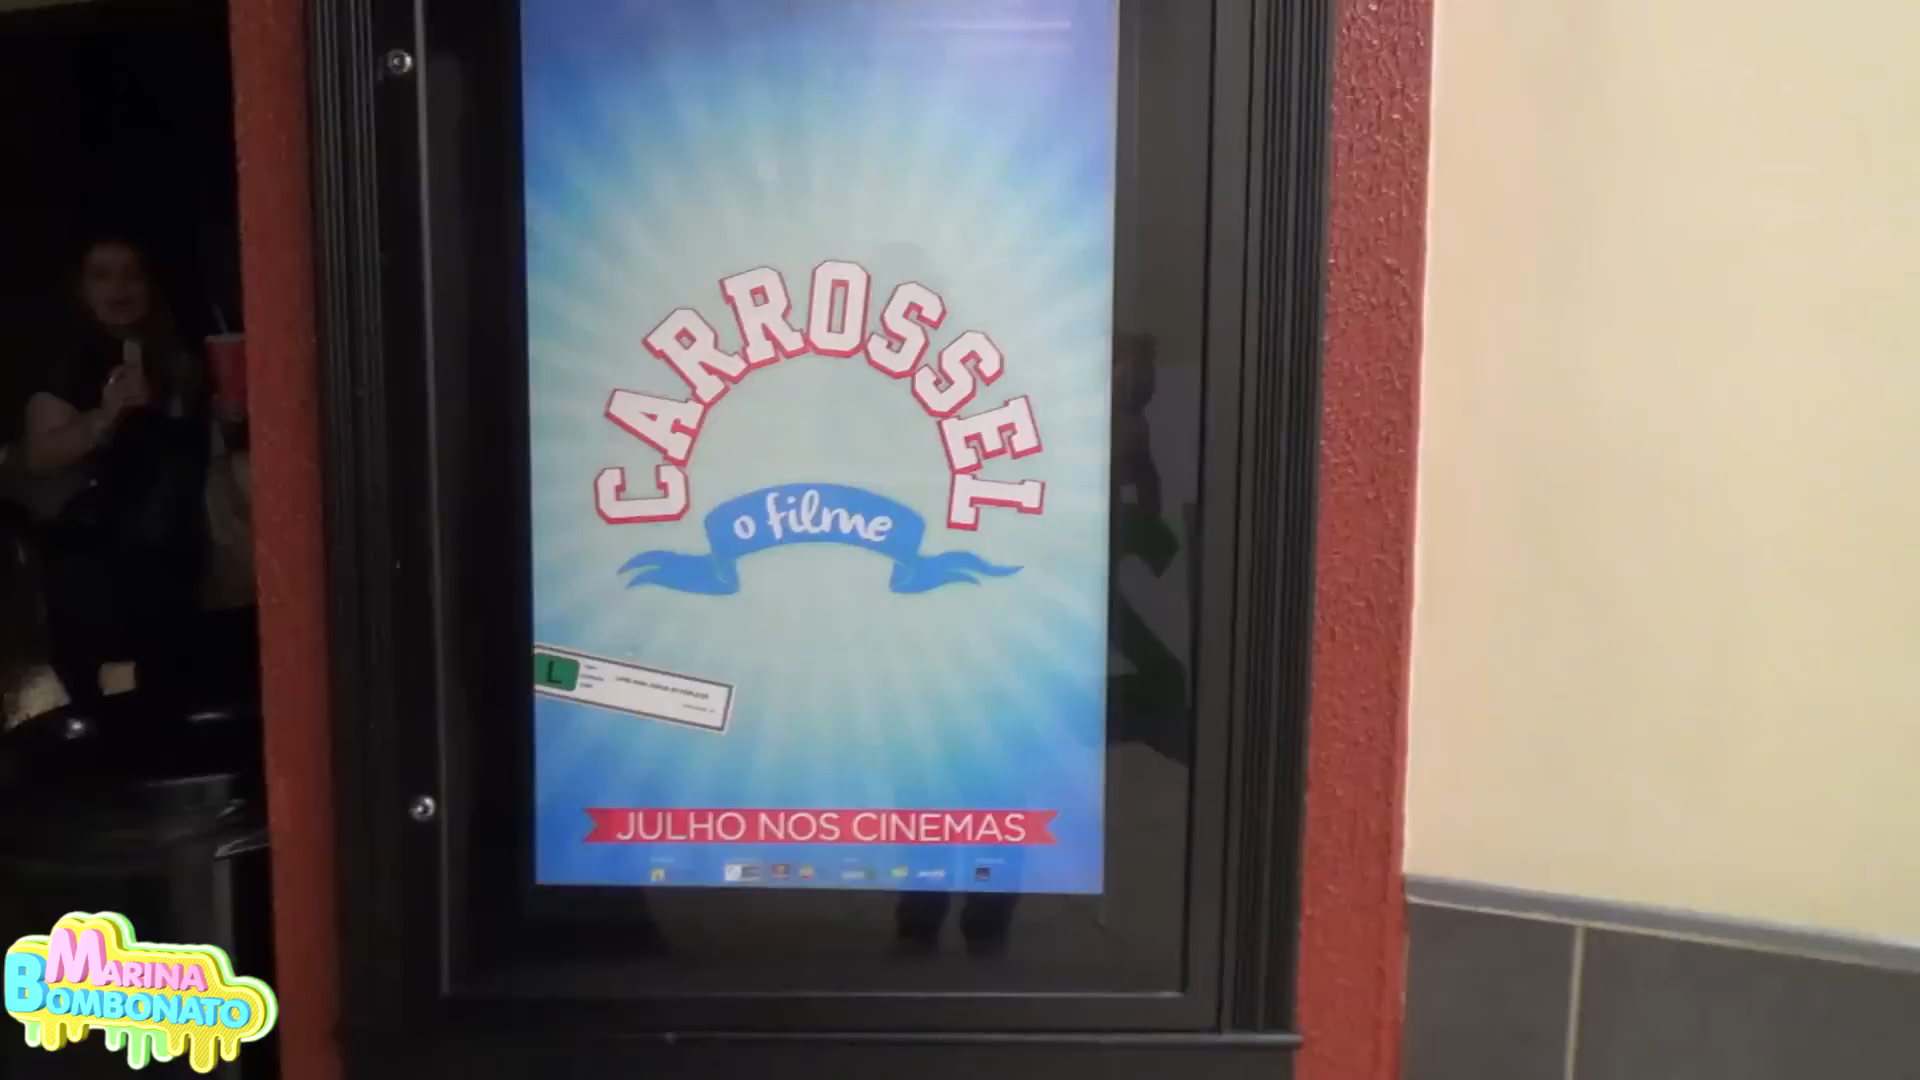 CARROSSEL
o filme
L
JULHO NOS CINEMAS
MARINA
BOMBONATO